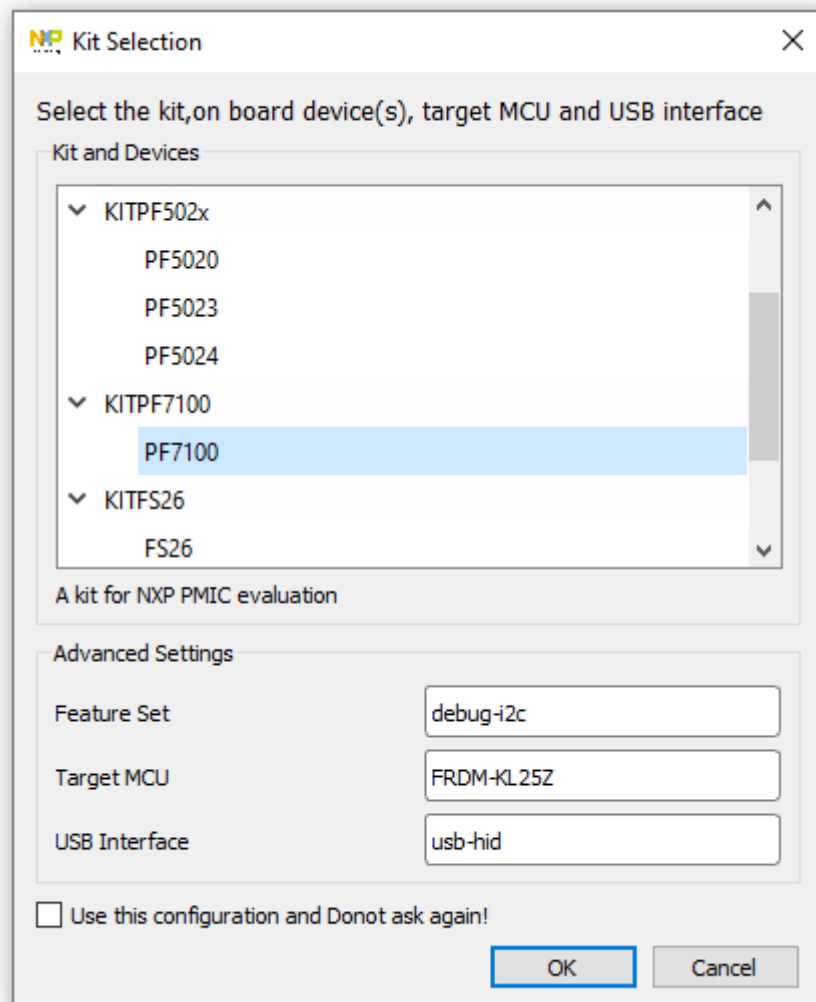 NXP Kit Selection
Select the kit,on board device(s), target MCU and USB interface
Kit and Devices
KITPF502x
PF5020
PF5023
PF5024
KITPF7100
PF7100
KITFS26
FS26
A kit for NXP PMIC evaluation
Advanced Settings
Feature Set debug-i2c
Target MCU FRDM-KL25Z
USB Interface usb-hid
Use this configuration and Donot ask again!
OK Cancel